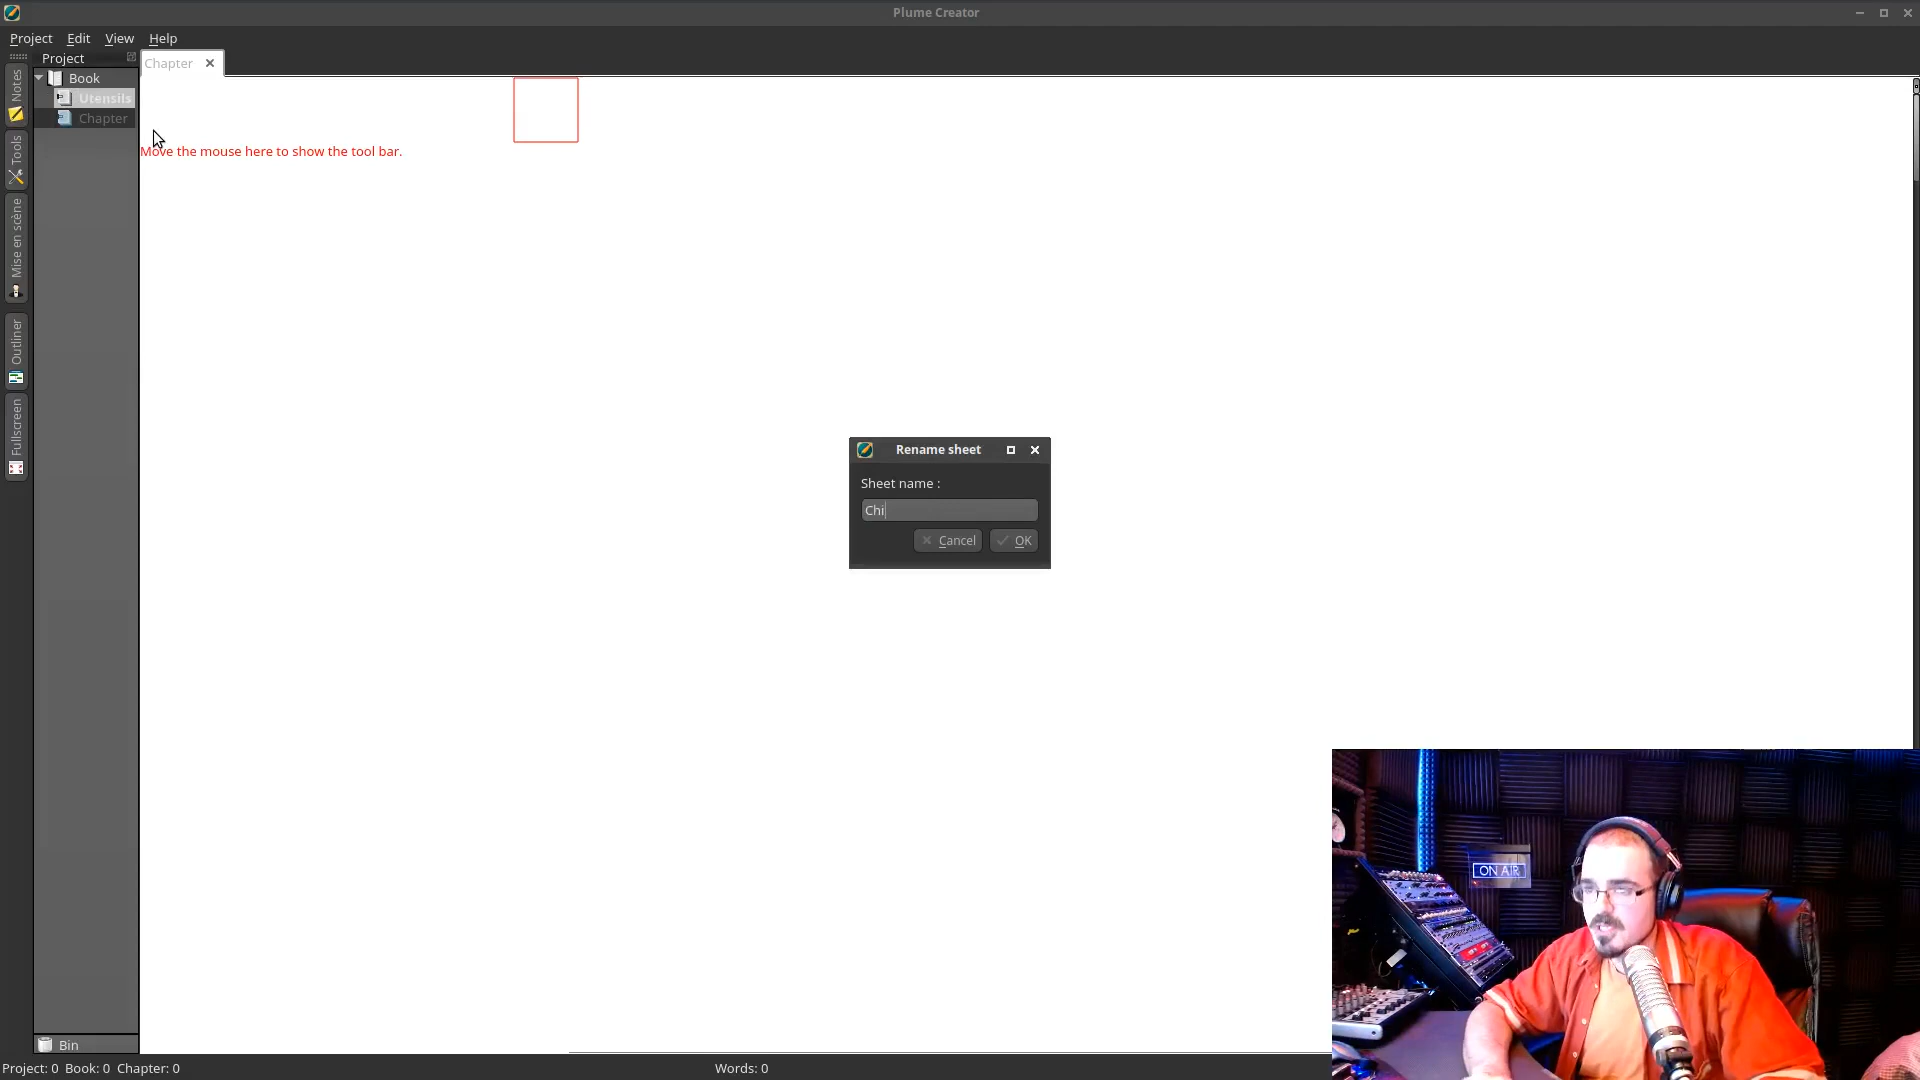 Plume Creator
Project Edit View Help
Project
Chapter
Book
Utensils
Chapter
Notes
Tools
Mise en scène
Outliner
Fullscreen
Move the mouse here to show the tool bar.
Rename sheet
Sheet name :
Chi
Cancel OK
ON AIR
Bin
Project: 0 Book: 0 Chapter: 0
Words: 0